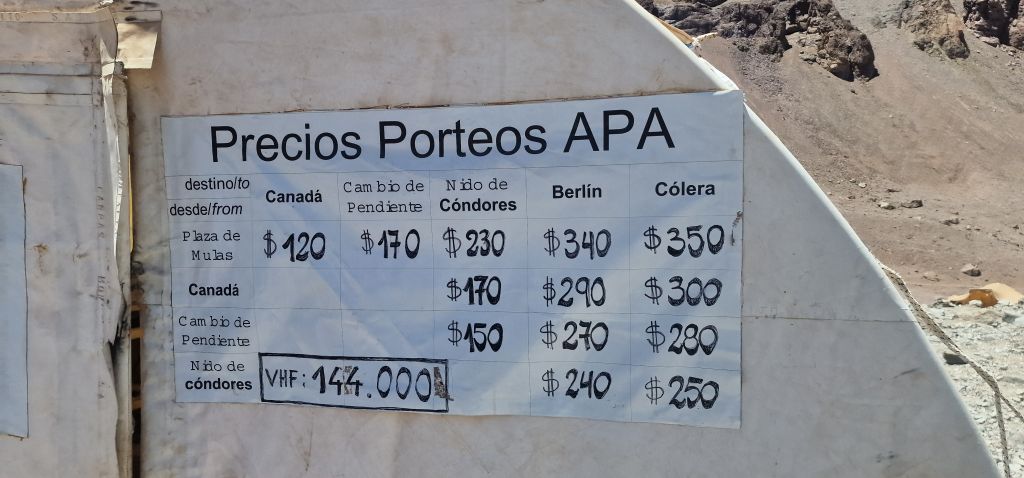 Precios Porteos APA
destino/to
desde/from
Canadá
Cambio de
Pendiente
Nido de
Cóndores
Berlín
Cólera
Plaza de
Mulas
$120
$170
$230
$340
$350
Canadá
$170
$290
$300
Cambio de
Pendiente
$150
$270
$280
Nido de
cóndores
VHF: 144.000
$240
$250